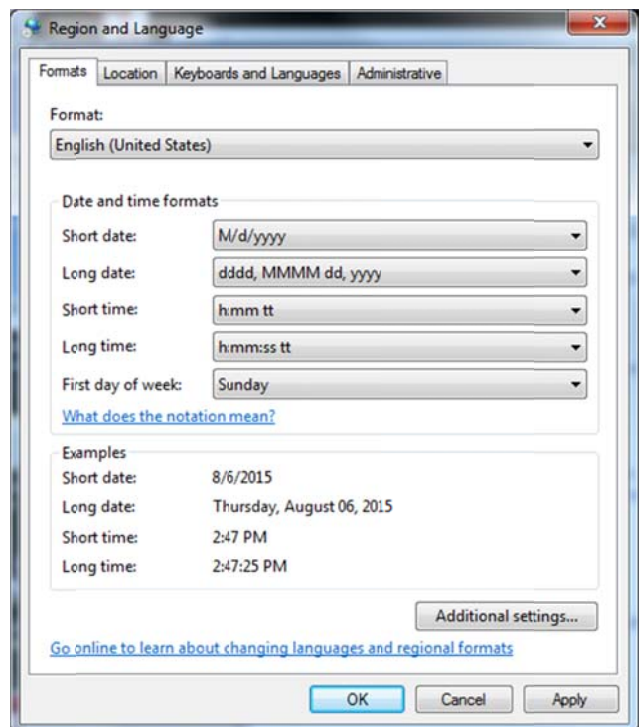 Region and Language
Formats Location Keyboards and Languages Administrative
Format:
English (United States)
Date and time formats
Short date: M/d/yyyy
Long date: dddd, MMMM dd, yyyy
Short time: h:mm tt
Long time: h:mm:ss tt
First day of week: Sunday
What does the notation mean?
Examples
Short date: 8/6/2015
Long date: Thursday, August 06, 2015
Short time: 2:47 PM
Long time: 2:47:25 PM
Additional settings...
Go online to learn about changing languages and regional formats
OK Cancel Apply